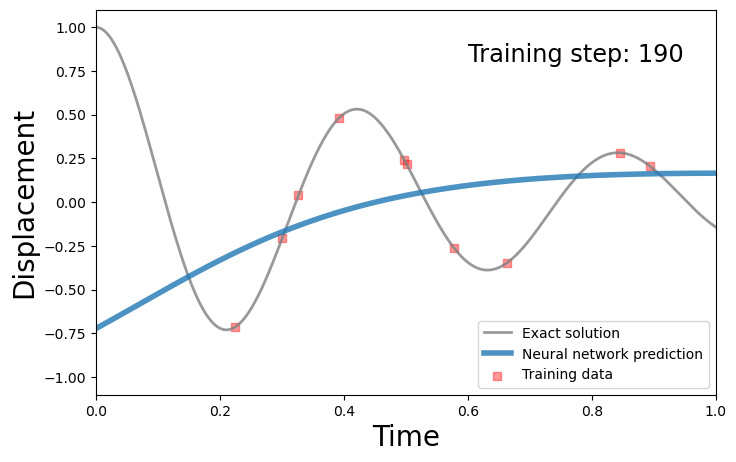 Training step: 190
1.00
0.75
0.50
0.25
0.00
−0.25
−0.50
−0.75
−1.00
Displacement
Exact solution
Neural network prediction
Training data
0.0 0.2 0.4 0.6 0.8 1.0
Time